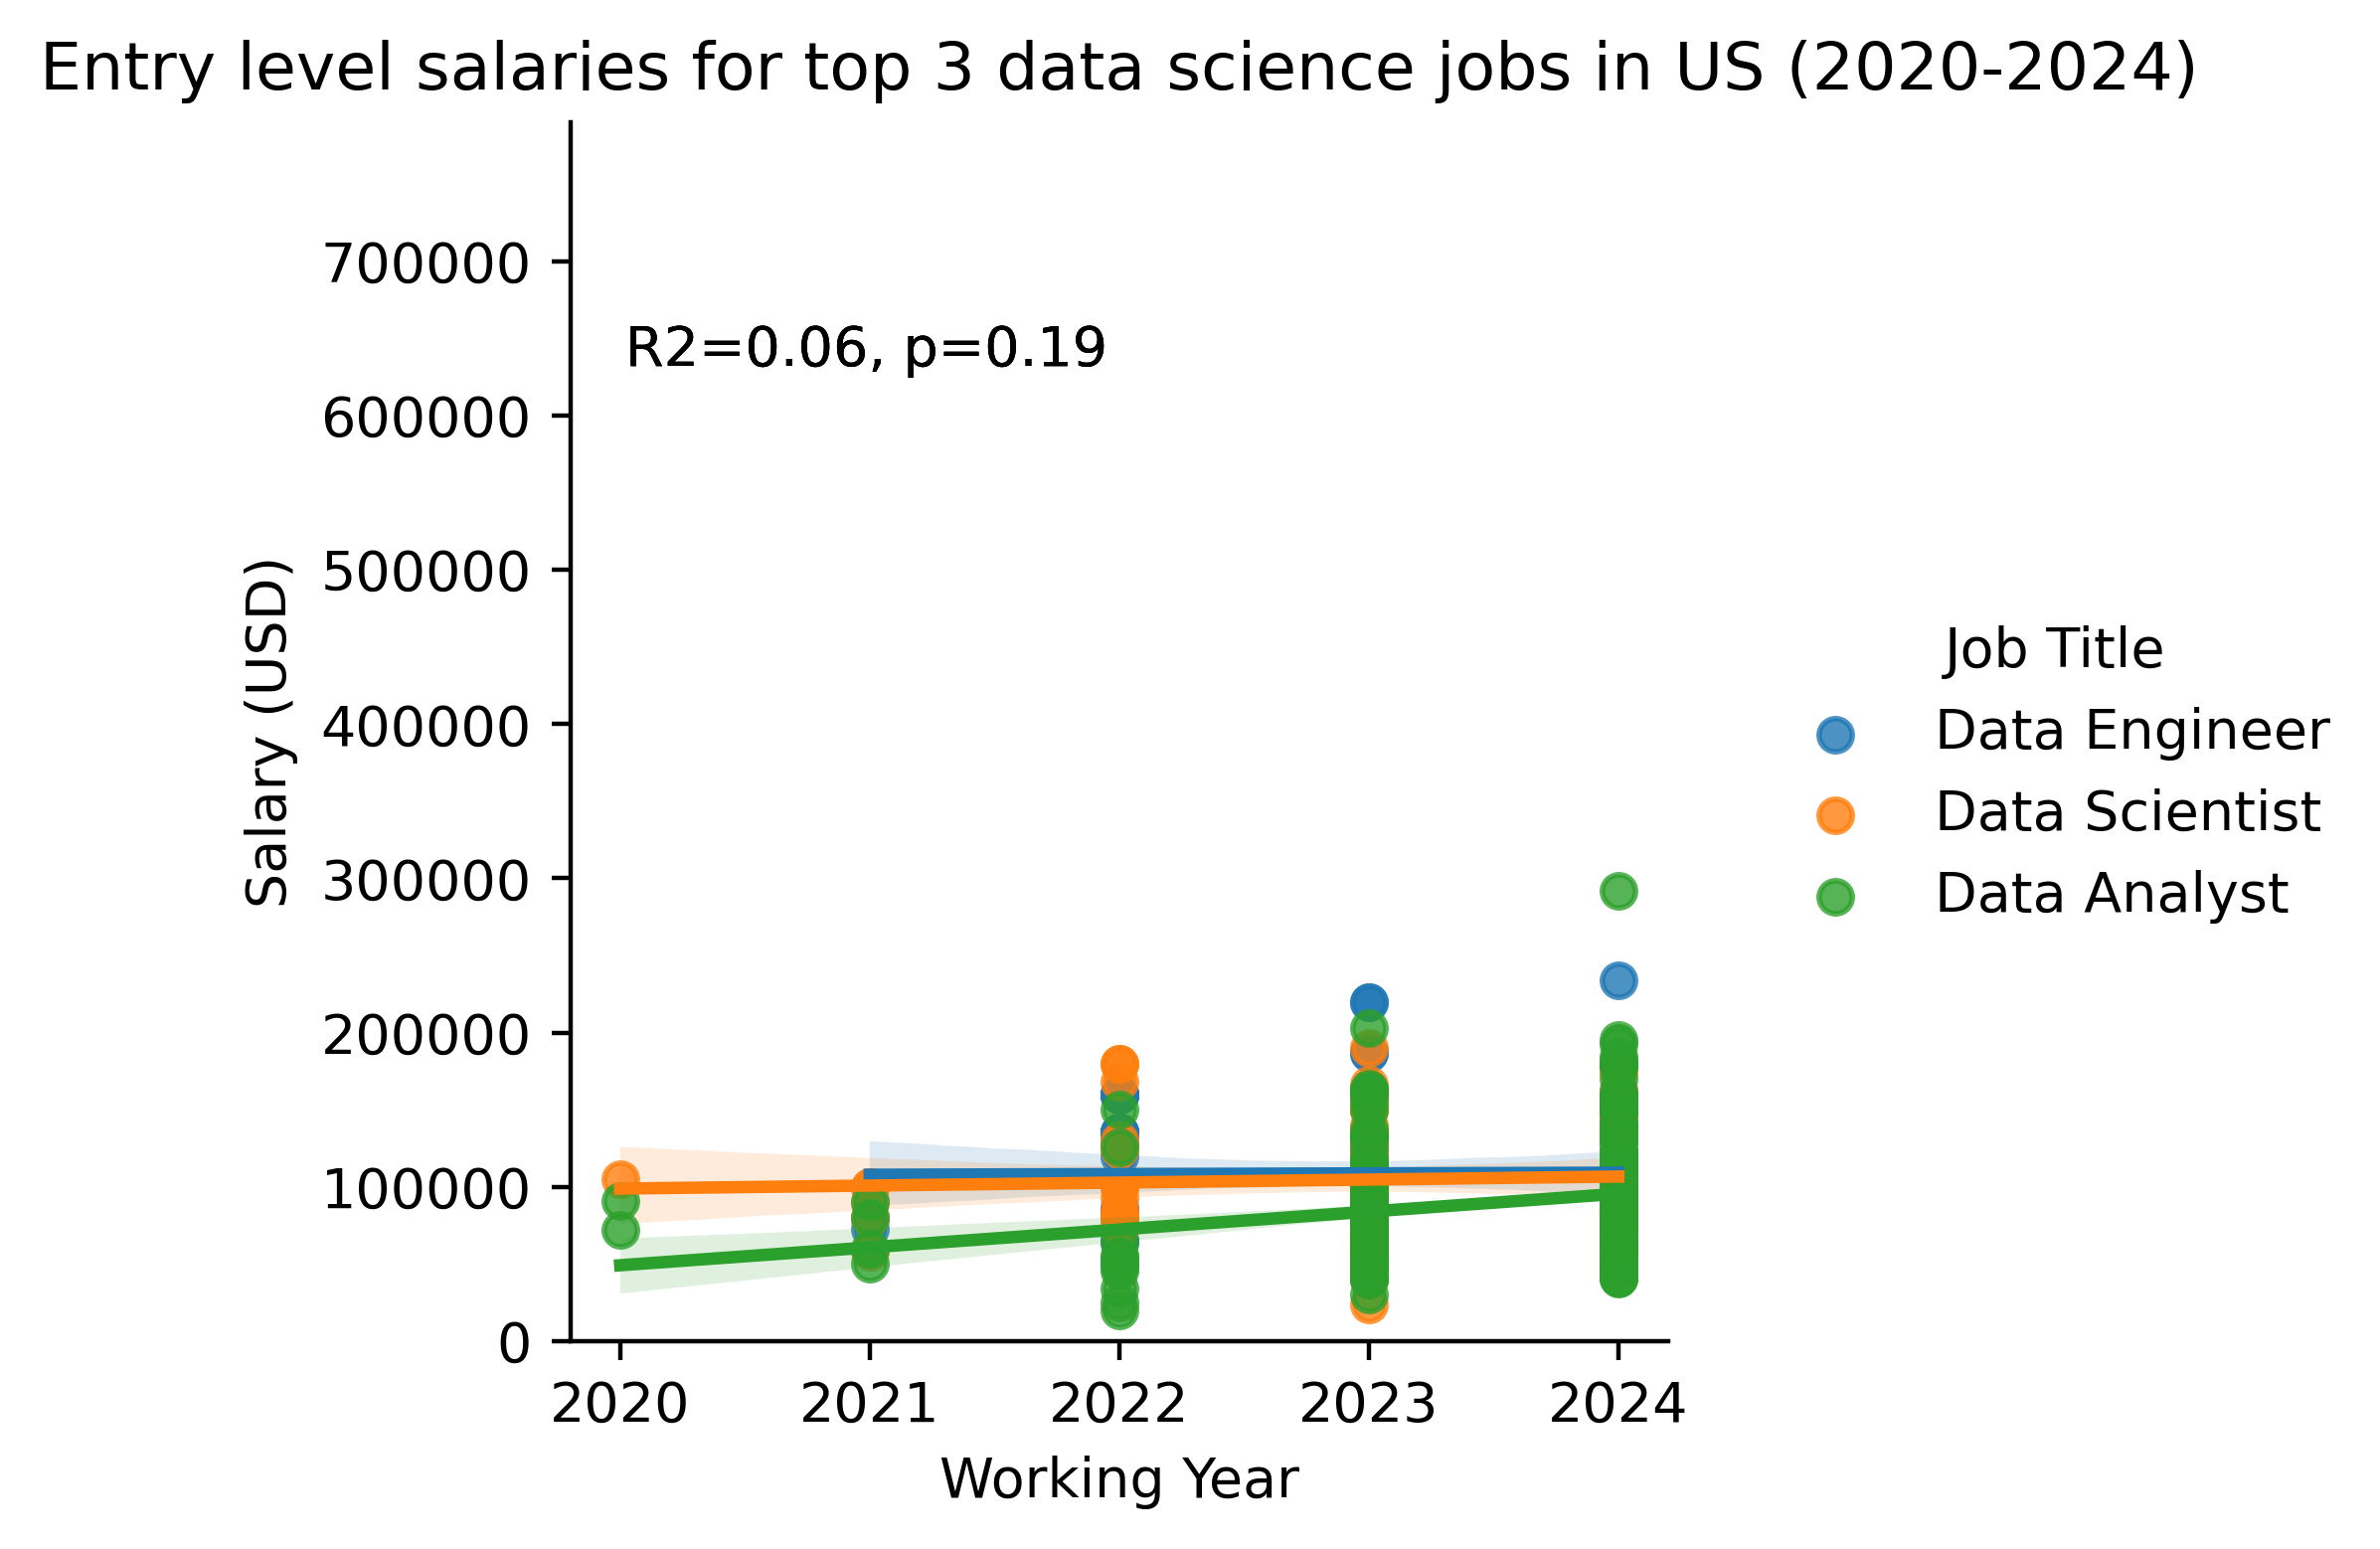 Entry level salaries for top 3 data science jobs in US (2020-2024)
700000
R2=0.06, p=0.19
600000
500000
400000
300000
200000
100000
0
Salary (USD)
2020 2021 2022 2023 2024
Working Year
Job Title
Data Engineer
Data Scientist
Data Analyst